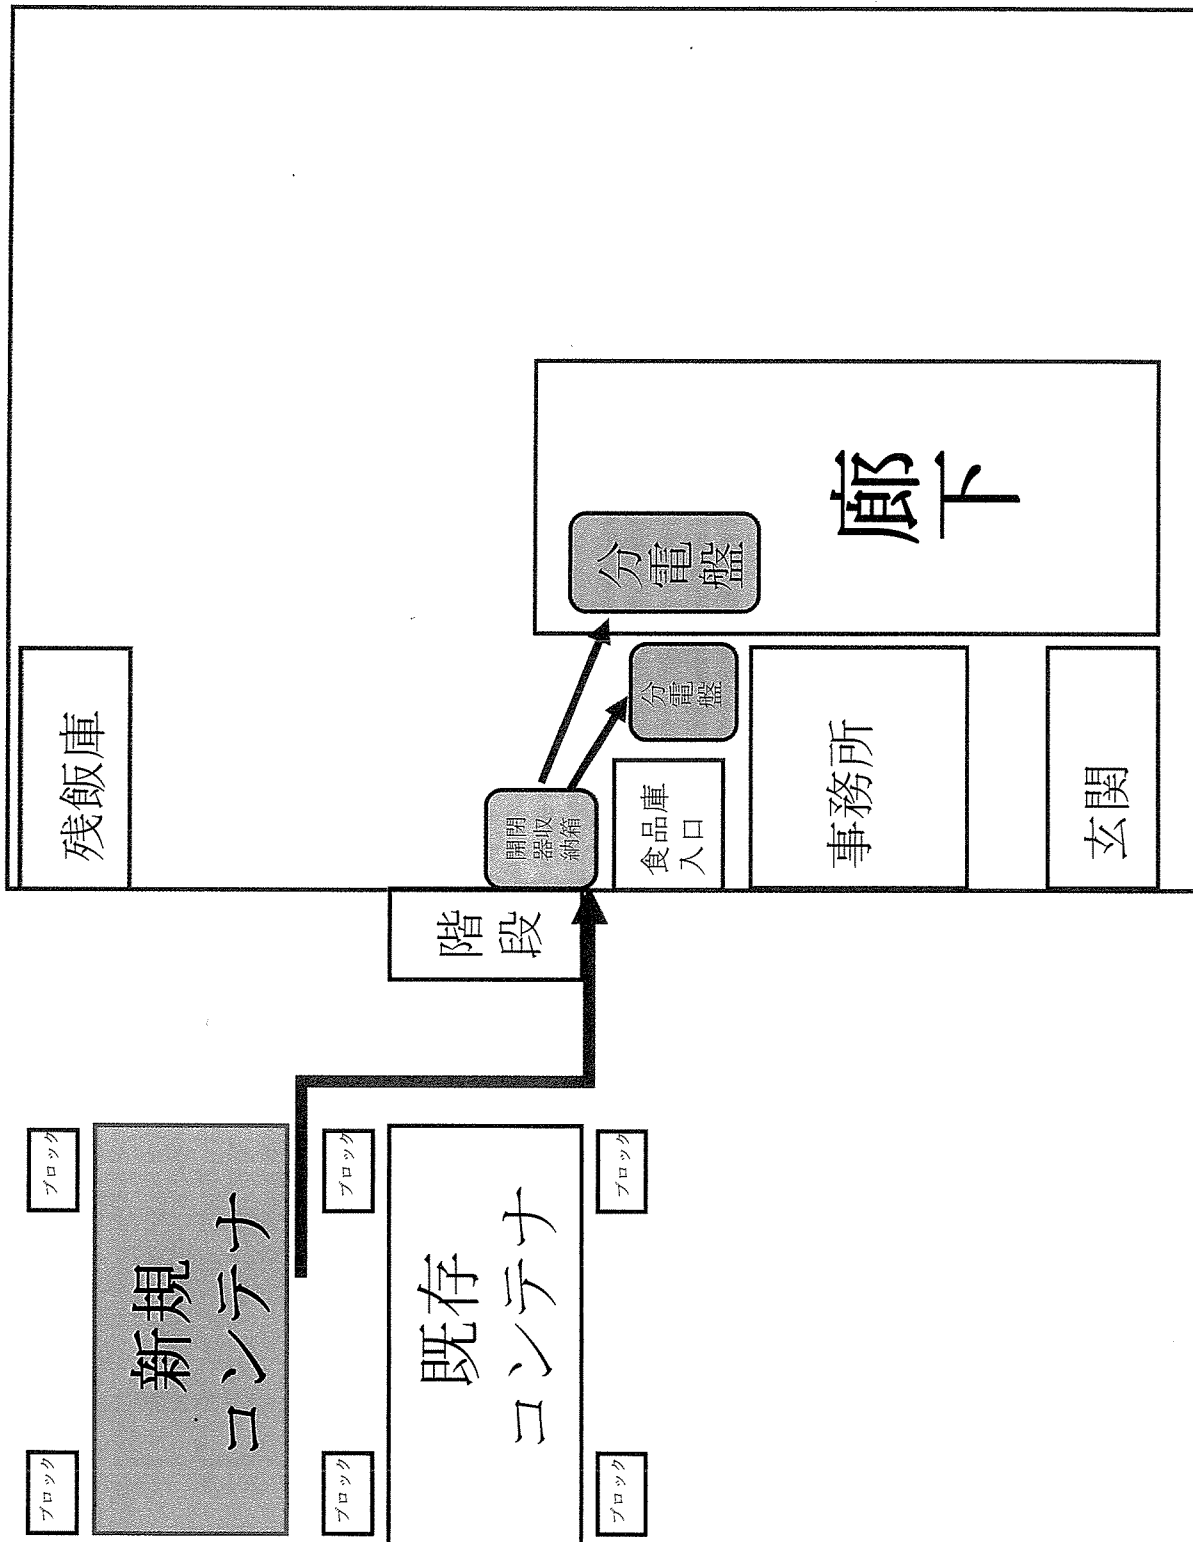 ブロック
ブロック
残飯庫
新規
コンテナ
ブロック
ブロック
既存
コンテナ
階
段
開閉
器収
納箱
分
電
盤
ブロック
ブロック
食品庫
入口
分
電
盤
事務所
廊
下
玄関